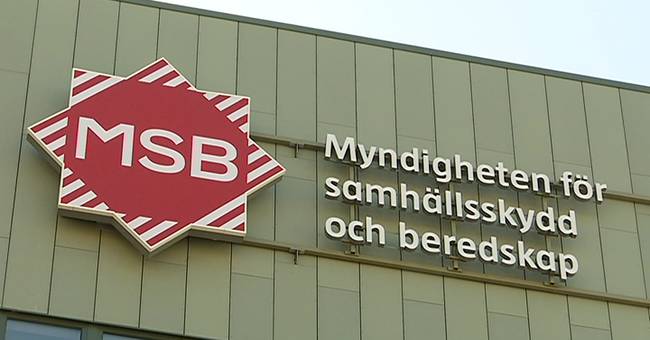 MSB
Myndigheten för
samhällsskydd
och beredskap